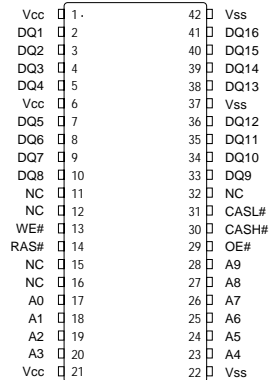 Vcc 1 42 Vss
DQ1 2 41 DQ16
DQ2 3 40 DQ15
DQ3 4 39 DQ14
DQ4 5 38 DQ13
Vcc 6 37 Vss
DQ5 7 36 DQ12
DQ6 8 35 DQ11
DQ7 9 34 DQ10
DQ8 10 33 DQ9
NC 11 32 NC
NC 12 31 CASL#
WE# 13 30 CASH#
RAS# 14 29 OE#
NC 15 28 A9
NC 16 27 A8
A0 17 26 A7
A1 18 25 A6
A2 19 24 A5
A3 20 23 A4
Vcc 21 22 Vss